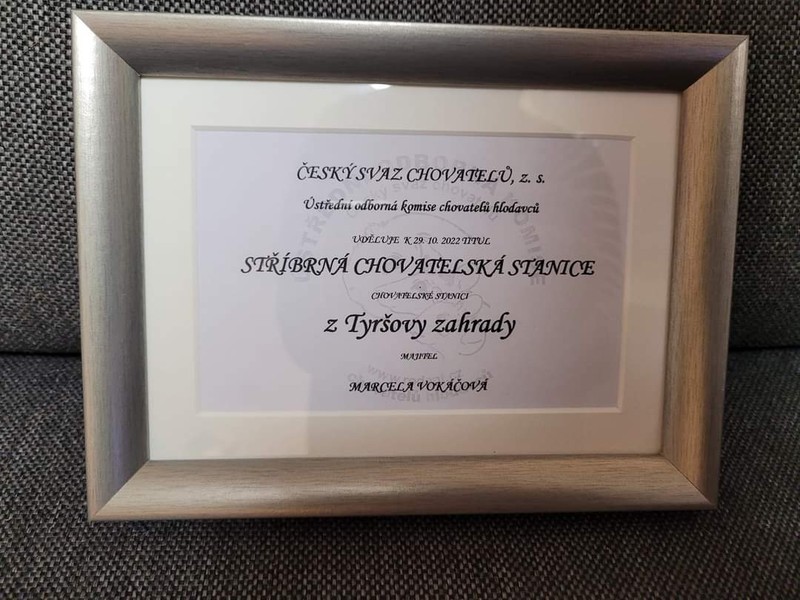 ČESKÝ SVAZ CHOVATELŮ, z. s.
Ústřední odborná komise chovatelů hlodavců
UDĚLUJE K 29. 10. 2022 TITUL
STŘÍBRNÁ CHOVATELSKÁ STANICE
CHOVATELSKÉ STANICI
z Tyršovy zahrady
MAJITEL
MARCELA VOKÁČOVÁ